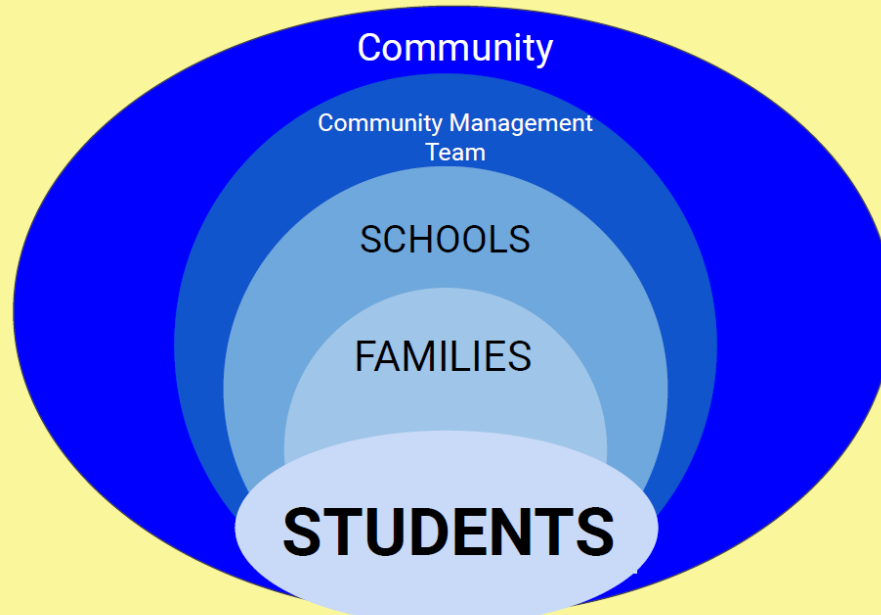 Community
Community Management
Team
SCHOOLS
FAMILIES
STUDENTS